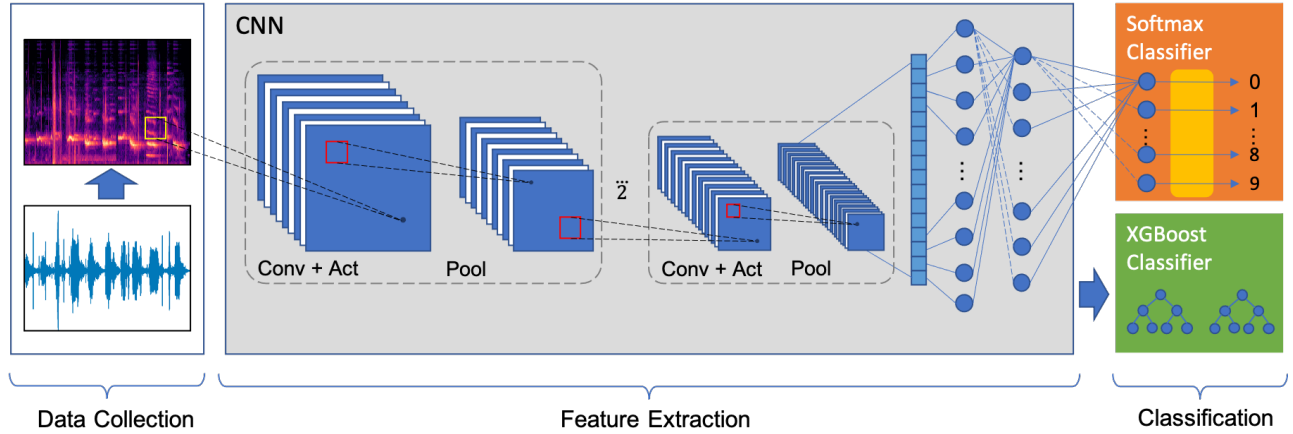 CNN
Conv + Act
Pool
...
2
Conv + Act
Pool
Softmax
Classifier
0
1
8
9
XGBoost
Classifier
Data Collection
Feature Extraction
Classification